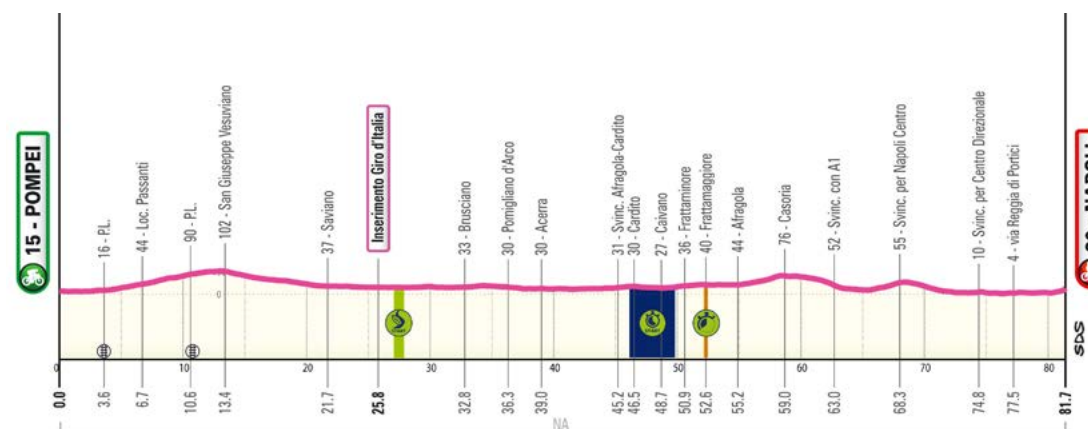 15 - POMPEI
16 - P.L.
44 - Loc. Passanti
90 - P.L.
102 - San Giuseppe Vesuviano
37 - Saviano
Inserimento Giro d'Italia
33 - Brusciano
30 - Pomigliano d'Arco
30 - Acerra
31 - Svinc. Afragola-Cardito
30 - Cardito
27 - Caivano
36 - Frattaminore
40 - Frattamaggiore
44 - Afragola
76 - Casoria
52 - Svinc. con A1
55 - Svinc. per Napoli Centro
10 - Svinc. per Centro Direzionale
4 - via Reggia di Portici
0
SDS
0 10 20 30 40 50 60 70 80
0.0 3.6 6.7 10.6 13.4 21.7 25.8 32.8 36.3 39.0 45.2 46.5 48.7 50.9 52.6 55.2 59.0 63.0 68.3 74.8 77.5 81.7
NA